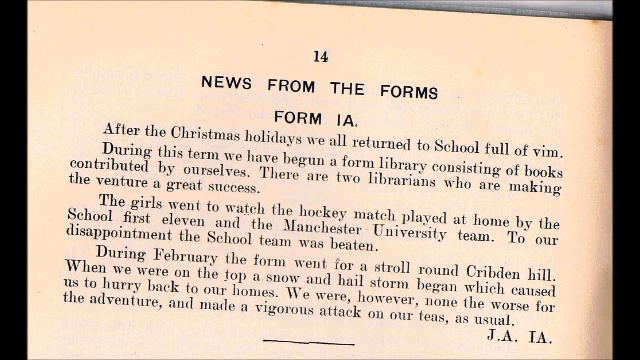 14
NEWS FROM THE FORMS
FORM IA.
After the Christmas holidays we all returned to School full of vim.
During this term we have begun a form library consisting of books
contributed by ourselves. There are two librarians who are making
the venture a great success.
The girls went to watch the hockey match played at home by the
School first eleven and the Manchester University team. To our
disappointment the School team was beaten.
During February the form went for a stroll round Cribden hill.
When we were on the top a snow and hail storm began which caused
us to hurry back to our homes. We were, however, none the worse for
the adventure, and made a vigorous attack on our teas, as usual.
J.A. IA.